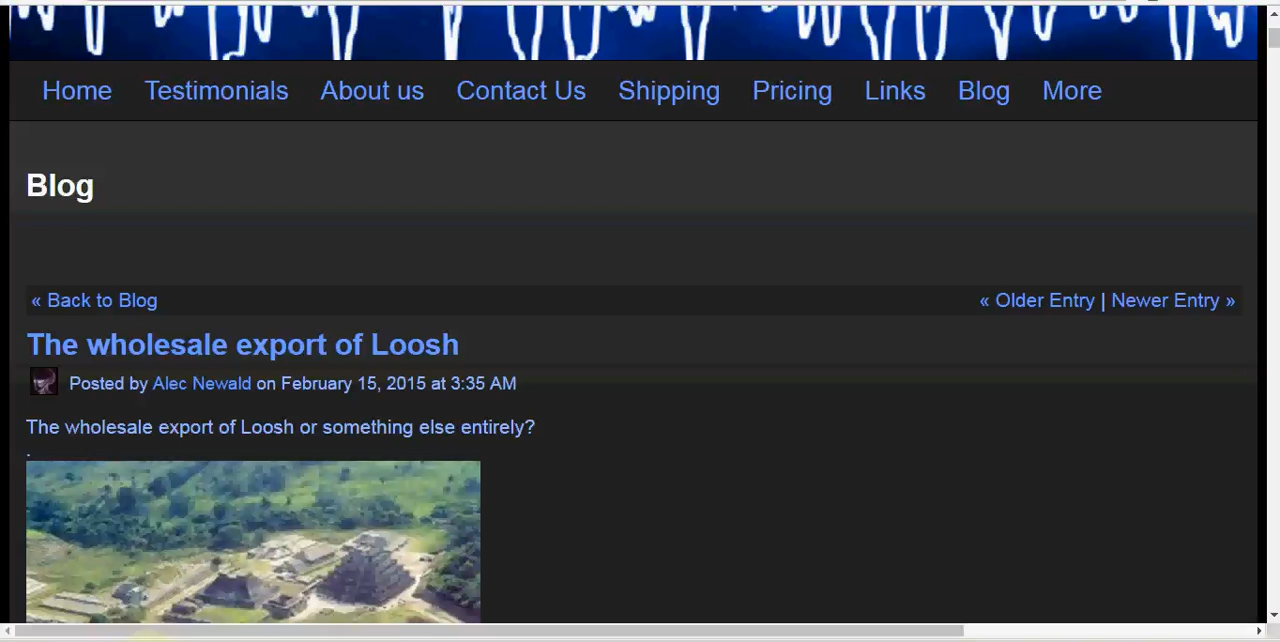 Home Testimonials About us Contact Us Shipping Pricing Links Blog More
Blog
« Back to Blog « Older Entry | Newer Entry »
The wholesale export of Loosh
Posted by Alec Newald on February 15, 2015 at 3:35 AM
The wholesale export of Loosh or something else entirely?
.